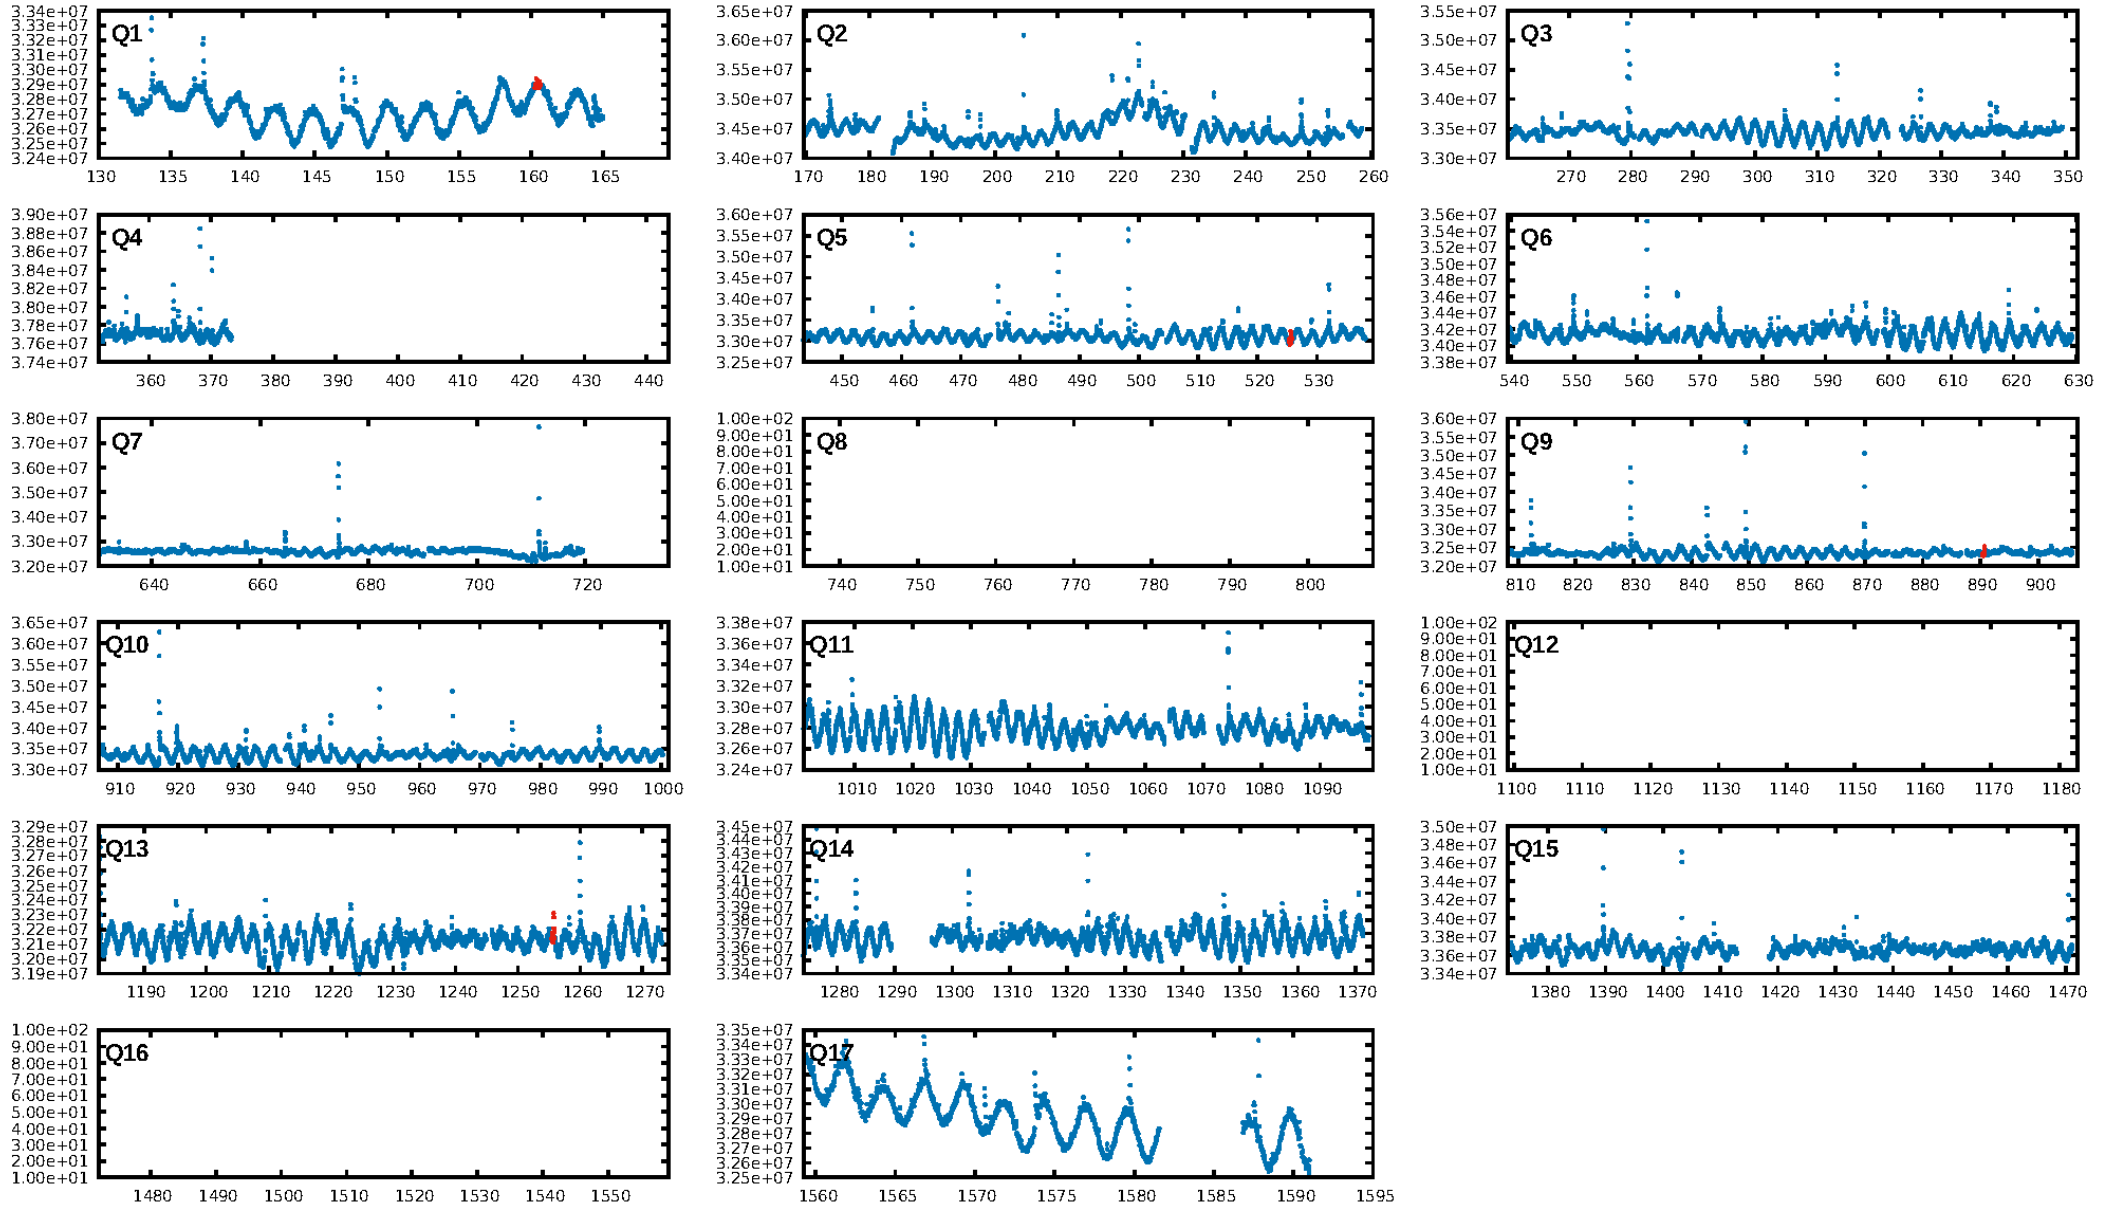 3.34e+07
3.33e+07
3.32e+07
3.31e+07
3.30e+07
3.29e+07
3.28e+07
3.27e+07
3.26e+07
3.25e+07
3.24e+07
Q1
130 135 140 145 150 155 160 165
3.65e+07
3.60e+07
3.55e+07
3.50e+07
3.45e+07
3.40e+07
Q2
170 180 190 200 210 220 230 240 250 260
3.55e+07
3.50e+07
3.45e+07
3.40e+07
3.35e+07
3.30e+07
Q3
270 280 290 300 310 320 330 340 350
3.90e+07
3.88e+07
3.86e+07
3.84e+07
3.82e+07
3.80e+07
3.78e+07
3.76e+07
3.74e+07
Q4
360 370 380 390 400 410 420 430 440
3.60e+07
3.55e+07
3.50e+07
3.45e+07
3.40e+07
3.35e+07
3.30e+07
3.25e+07
Q5
450 460 470 480 490 500 510 520 530
3.56e+07
3.54e+07
3.52e+07
3.50e+07
3.48e+07
3.46e+07
3.44e+07
3.42e+07
3.40e+07
3.38e+07
Q6
540 550 560 570 580 590 600 610 620 630
3.80e+07
3.70e+07
3.60e+07
3.50e+07
3.40e+07
3.30e+07
3.20e+07
Q7
640 660 680 700 720
1.00e+02
9.00e+01
8.00e+01
7.00e+01
6.00e+01
5.00e+01
4.00e+01
3.00e+01
2.00e+01
1.00e+01
Q8
740 750 760 770 780 790 800
3.60e+07
3.55e+07
3.50e+07
3.45e+07
3.40e+07
3.35e+07
3.30e+07
3.25e+07
3.20e+07
Q9
810 820 830 840 850 860 870 880 890 900
3.65e+07
3.60e+07
3.55e+07
3.50e+07
3.45e+07
3.40e+07
3.35e+07
3.30e+07
Q10
910 920 930 940 950 960 970 980 990 1000
3.38e+07
3.36e+07
3.34e+07
3.32e+07
3.30e+07
3.28e+07
3.26e+07
3.24e+07
Q11
1010 1020 1030 1040 1050 1060 1070 1080 1090
1.00e+02
9.00e+01
8.00e+01
7.00e+01
6.00e+01
5.00e+01
4.00e+01
3.00e+01
2.00e+01
1.00e+01
Q12
1100 1110 1120 1130 1140 1150 1160 1170 1180
3.29e+07
3.28e+07
3.27e+07
3.26e+07
3.25e+07
3.24e+07
3.23e+07
3.22e+07
3.21e+07
3.20e+07
3.19e+07
Q13
1190 1200 1210 1220 1230 1240 1250 1260 1270
3.45e+07
3.44e+07
3.43e+07
3.42e+07
3.41e+07
3.40e+07
3.39e+07
3.38e+07
3.37e+07
3.36e+07
3.35e+07
3.34e+07
Q14
1280 1290 1300 1310 1320 1330 1340 1350 1360 1370
3.50e+07
3.48e+07
3.46e+07
3.44e+07
3.42e+07
3.40e+07
3.38e+07
3.36e+07
3.34e+07
Q15
1380 1390 1400 1410 1420 1430 1440 1450 1460 1470
1.00e+02
9.00e+01
8.00e+01
7.00e+01
6.00e+01
5.00e+01
4.00e+01
3.00e+01
2.00e+01
1.00e+01
Q16
1480 1490 1500 1510 1520 1530 1540 1550
3.35e+07
3.34e+07
3.33e+07
3.32e+07
3.31e+07
3.30e+07
3.29e+07
3.28e+07
3.27e+07
3.26e+07
3.25e+07
Q17
1560 1565 1570 1575 1580 1585 1590 1595